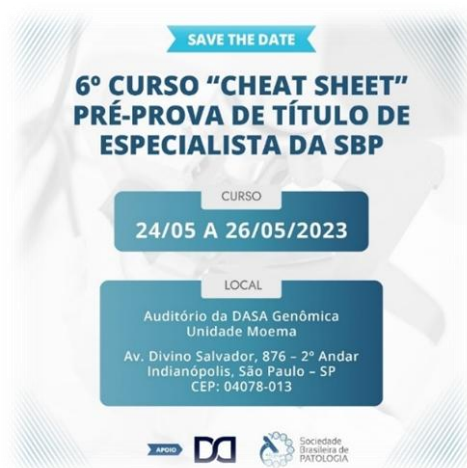 SAVE THE DATE
6º CURSO “CHEAT SHEET”
PRÉ-PROVA DE TÍTULO DE
ESPECIALISTA DA SBP
CURSO
24/05 A 26/05/2023
LOCAL
Auditório da DASA Genômica
Unidade Moema
Av. Divino Salvador, 876 – 2º Andar
Indianópolis, São Paulo – SP
CEP: 04078-013
APOIO
Sociedade
Brasileira de
PATOLOGIA